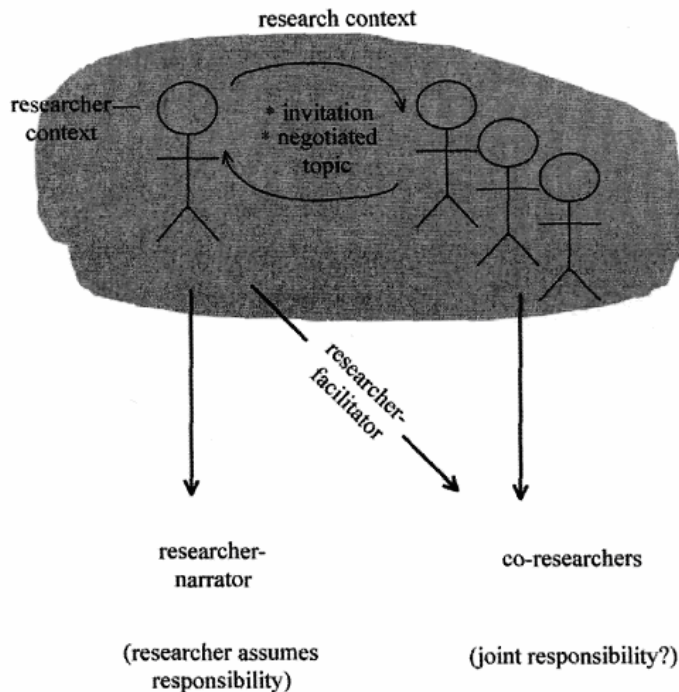 research context
researcher
context
* invitation
* negotiated
topic
researcher-
facilitator
researcher-
narrator
co-researchers
(researcher assumes
responsibility)
(joint responsibility?)